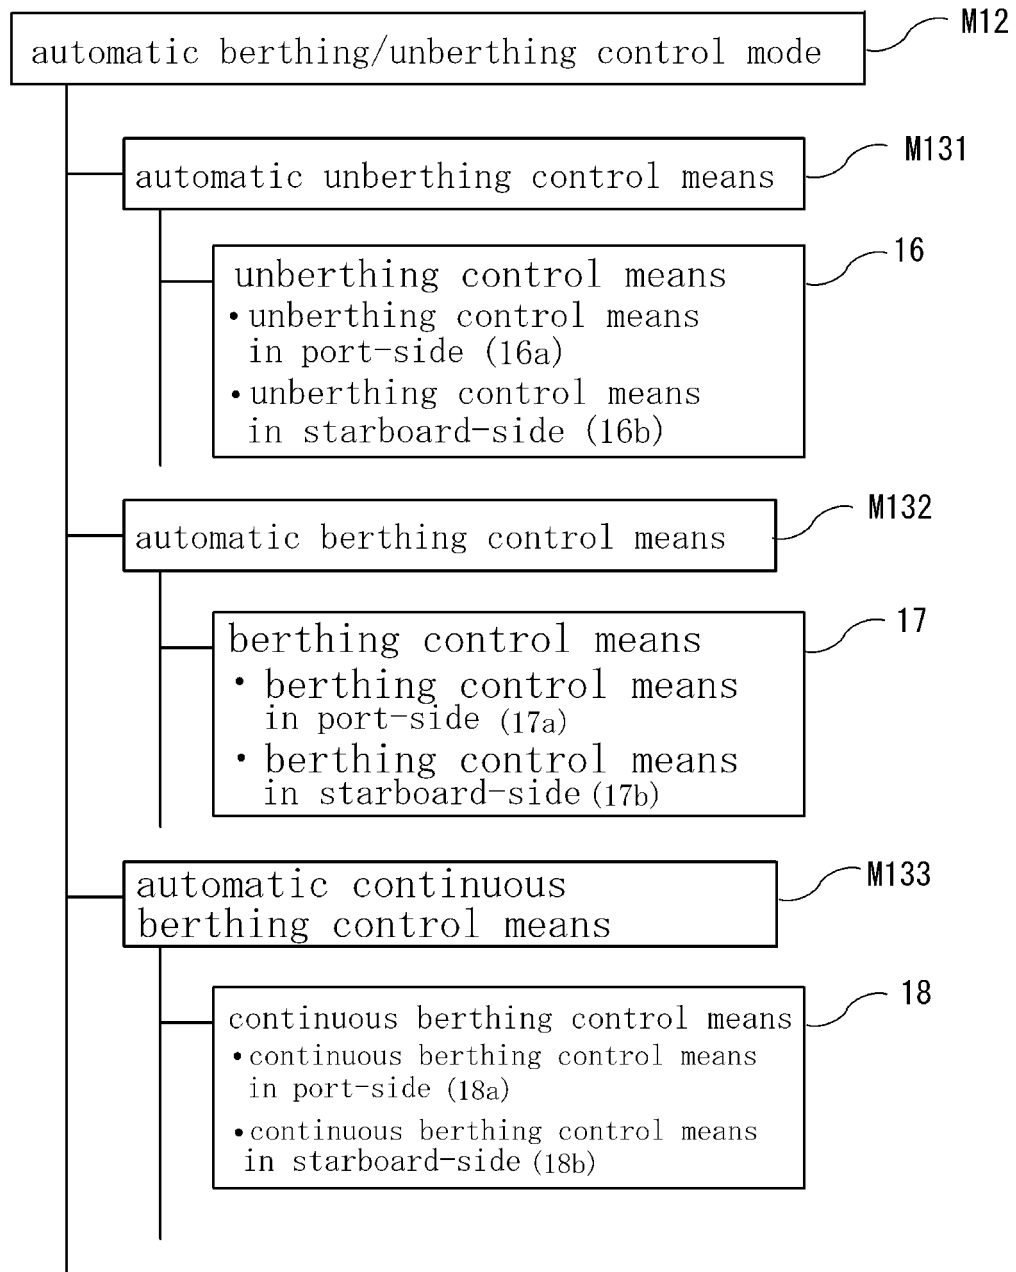 automatic berthing/unberthing control mode
M12
automatic unberthing control means
M131
unberthing control means
16
•unberthing control means
in port-side (16a)
•unberthing control means
in starboard-side (16b)
automatic berthing control means
M132
berthing control means
17
• berthing control means
in port-side (17a)
• berthing control means
in starboard-side (17b)
automatic continuous
berthing control means
M133
continuous berthing control means
18
•continuous berthing control means
in port-side (18a)
•continuous berthing control means
in starboard-side (18b)